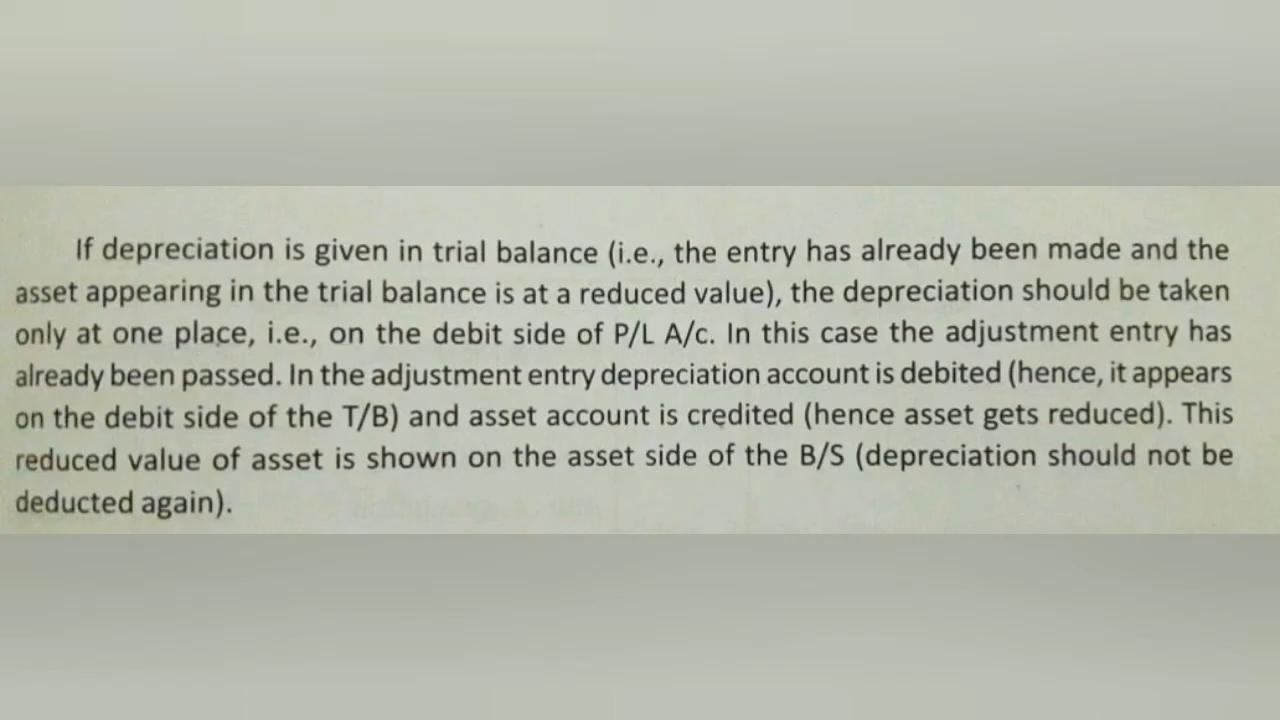 If depreciation is given in trial balance (i.e., the entry has already been made and the
asset appearing in the trial balance is at a reduced value), the depreciation should be taken
only at one place, i.e., on the debit side of P/L A/c. In this case the adjustment entry has
already been passed. In the adjustment entry depreciation account is debited (hence, it appears
on the debit side of the T/B) and asset account is credited (hence asset gets reduced). This
reduced value of asset is shown on the asset side of the B/S (depreciation should not be
deducted again).